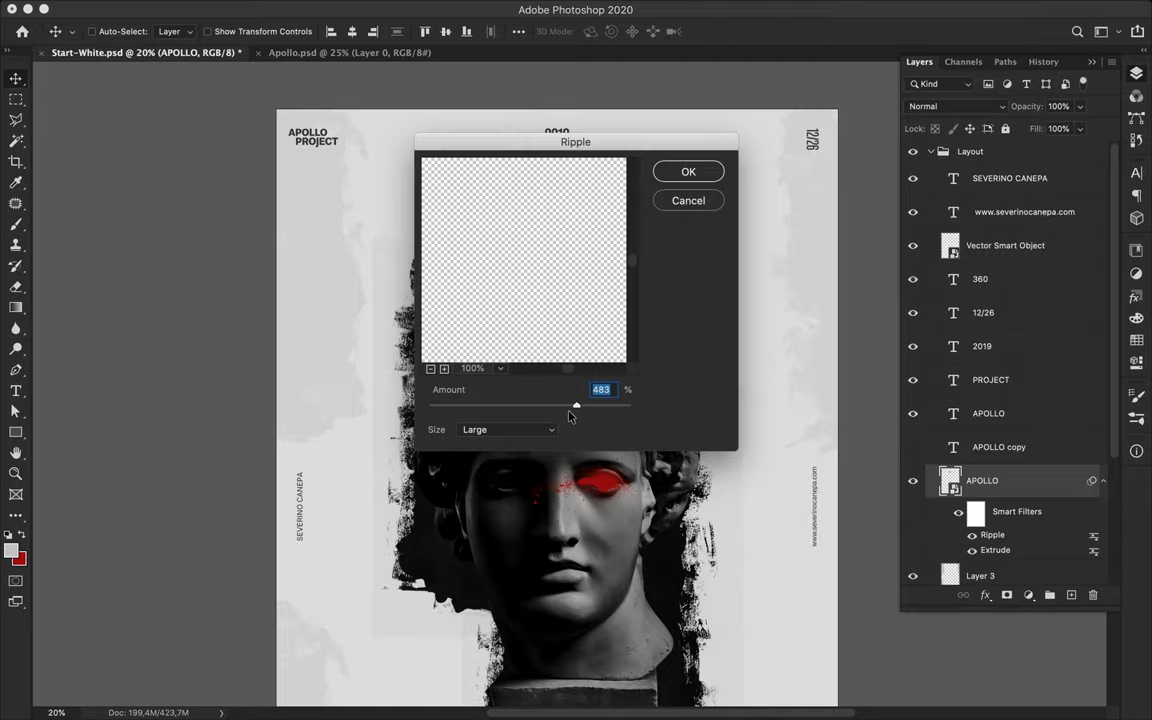 Adobe Photoshop 2020
Auto-Select:
Layer
Show Transform Controls
3D Mode:
Start-White.psd @ 20% (APOLLO, RGB/8) *
Apollo.psd @ 25% (Layer 0, RGB/8#)
APOLLO
PROJECT
12/26
SEVERINO CANEPA
www.severinocanepa.com
Ripple
OK
Cancel
100%
Amount
483
%
Size
Large
Layers
Channels
Paths
History
Kind
Normal
Opacity: 100%
Lock:
Fill: 100%
Layout
SEVERINO CANEPA
www.severinocanepa.com
Vector Smart Object
360
12/26
2019
PROJECT
APOLLO
APOLLO copy
APOLLO
Smart Filters
Ripple
Extrude
Layer 3
fx
20%
Doc: 199,4M/423,7M